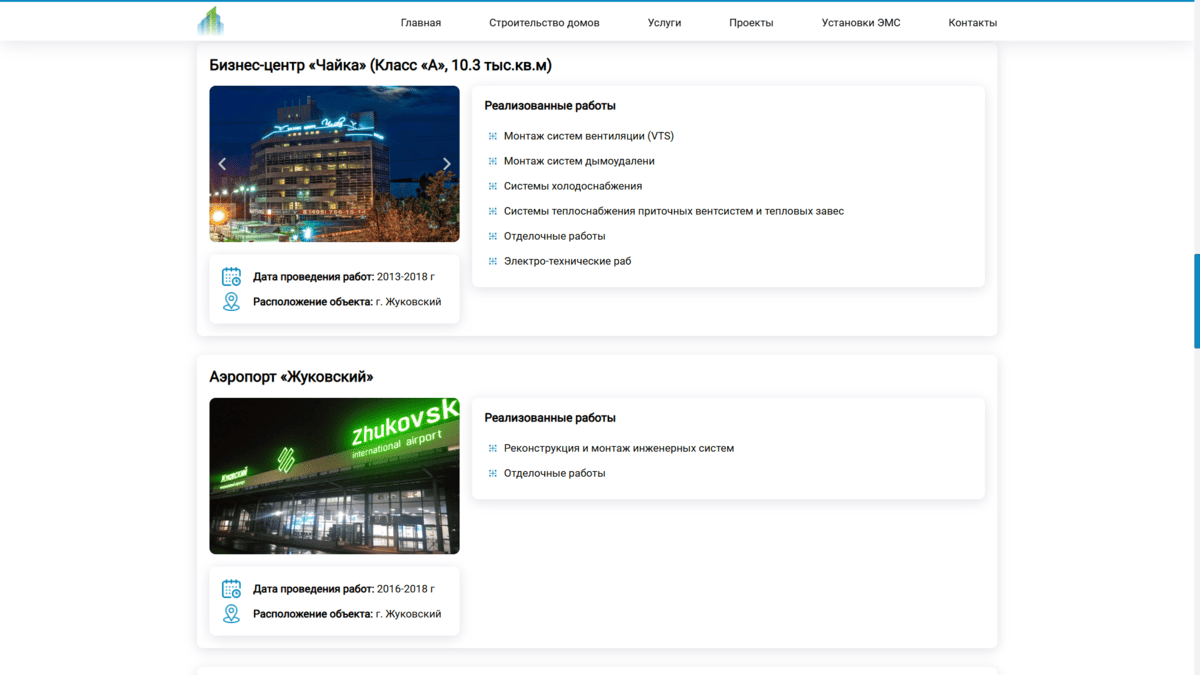 Главная Строительство домов Услуги Проекты Установки ЭМС Контакты
Бизнес-центр «Чайка» (Класс «А», 10.3 тыс.кв.м)
Реализованные работы
Монтаж систем вентиляции (VTS)
Монтаж систем дымоудалени
Системы холодоснабжения
Системы теплоснабжения приточных вентсистем и тепловых завес
Отделочные работы
Электро-технические раб
Дата проведения работ: 2013-2018 г
Расположение объекта: г. Жуковский
Аэропорт «Жуковский»
zhukovsk
international airport
Жуковский
Реализованные работы
Реконструкция и монтаж инженерных систем
Отделочные работы
Дата проведения работ: 2016-2018 г
Расположение объекта: г. Жуковский